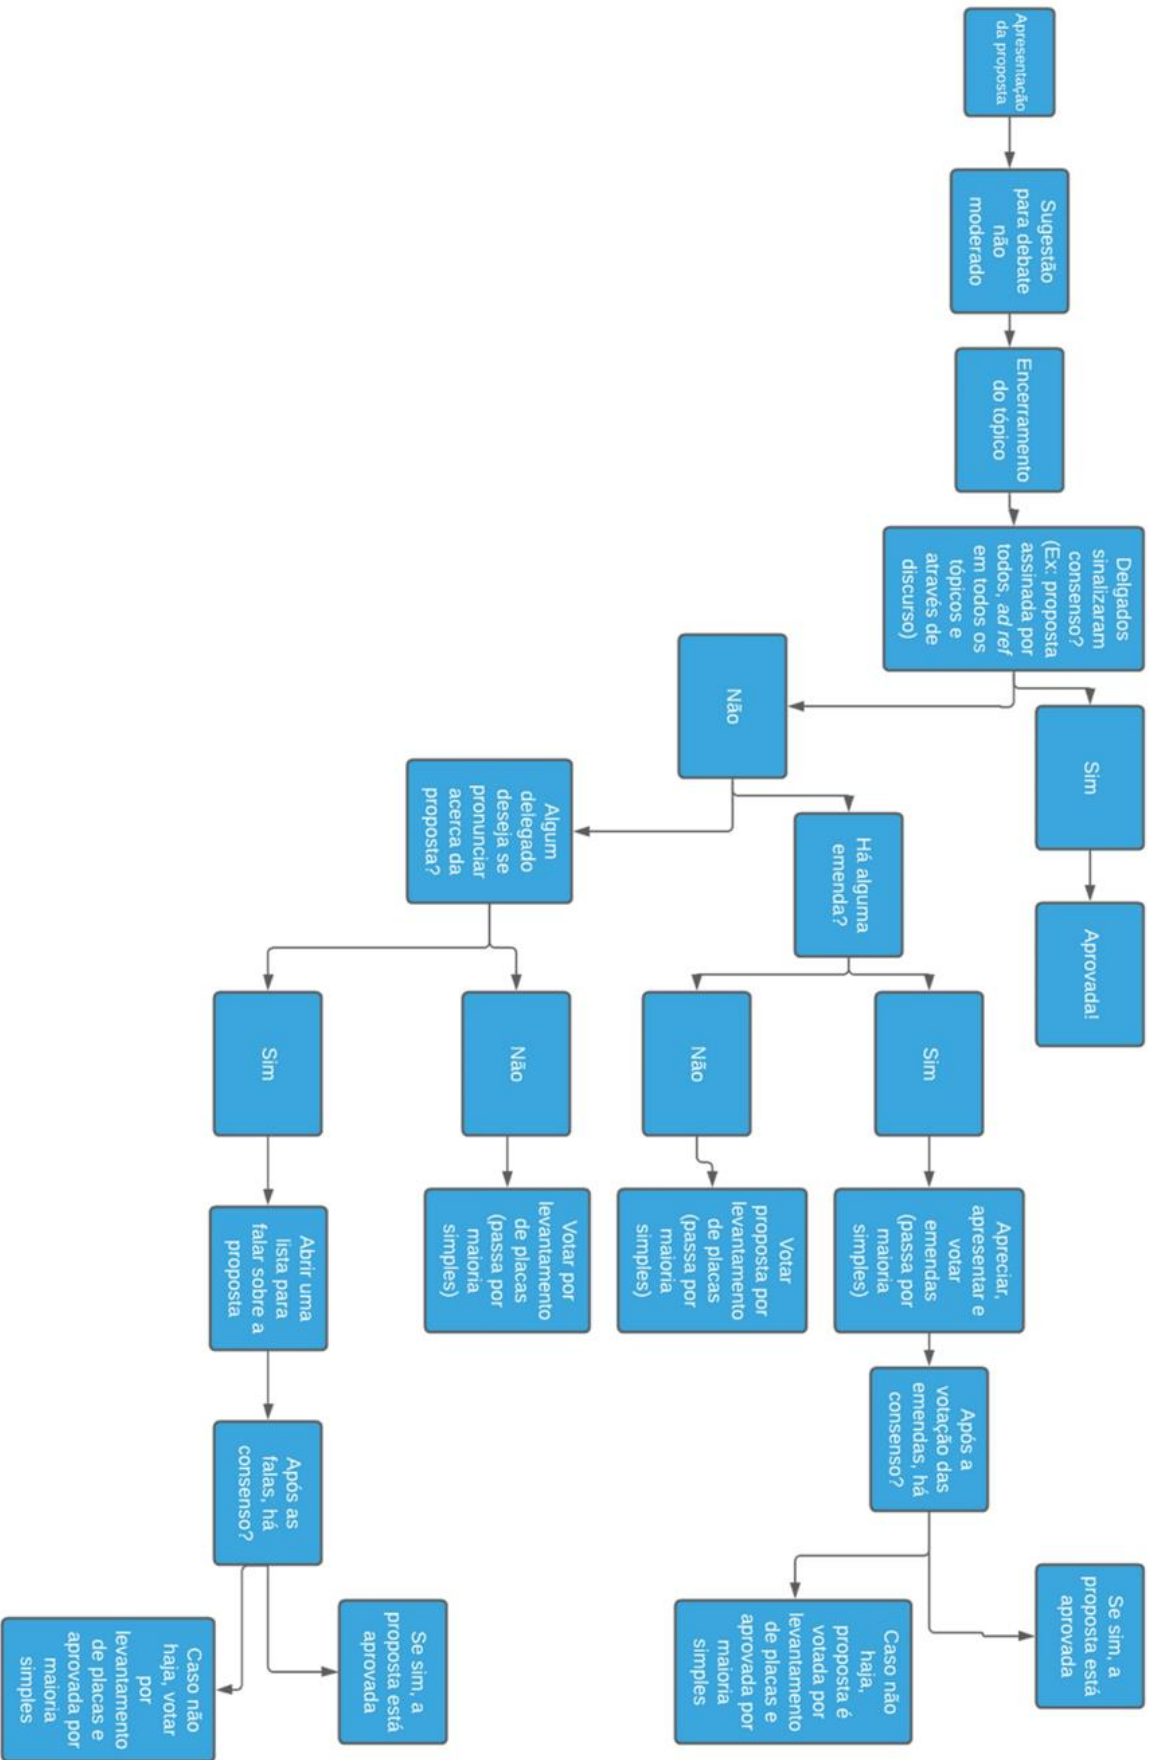 Apresentação
da proposta
Sugestão
para debate
não
moderado
Encerramento
do tópico
Delgados
sinalizaram
consenso?
(Ex: proposta
assinada por
todos, ad ref
em todos os
tópicos e
através de
discurso)
Sim
Aprovada!
Não
Há alguma
emenda?
Sim
Apreciar,
apresentar e
votar
emendas
(passa por
maioria
simples)
Após a
votação das
emendas, há
consenso?
Se sim, a
proposta está
aprovada
Caso não
haja,
proposta é
votada por
levantamento
de placas e
aprovada por
maioria
simples
Não
Votar
proposta por
levantamento
de placas
(passa por
maioria
simples)
Algum
delegado
deseja se
pronunciar
acerca da
proposta?
Não
Votar por
levantamento
de placas
(passa por
maioria
simples)
Sim
Abrir uma
lista para
falar sobre a
proposta
Após as
falas, há
consenso?
Se sim, a
proposta está
aprovada
Caso não
haja, votar
por
levantamento
de placas e
aprovada por
maioria
simples